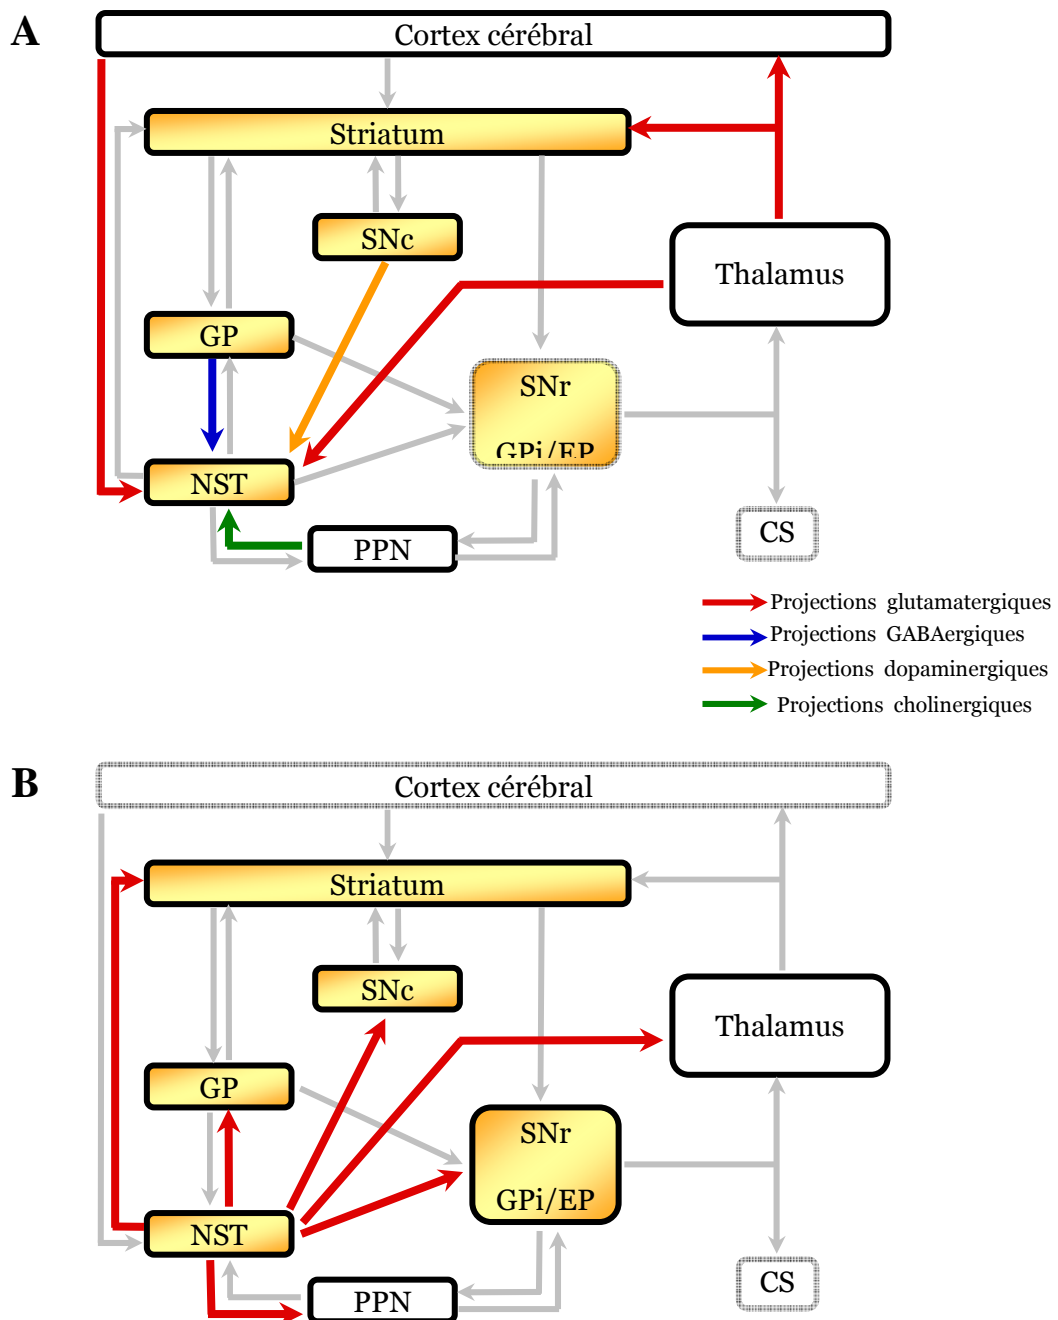 A
Cortex cérébral
Striatum
SNc
Thalamus
GP
SNr
GPi/EP
NST
PPN
CS
Projections glutamatergiques
Projections GABAergiques
Projections dopaminergiques
Projections cholinergiques
B
Cortex cérébral
Striatum
SNc
Thalamus
GP
SNr
GPi/EP
NST
PPN
CS